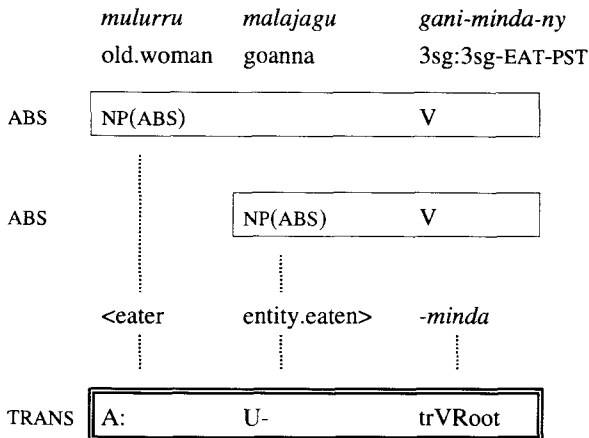 mulurru malajagu gani-minda-ny
old.woman goanna 3sg:3sg-EAT-PST
ABS NP(ABS) V
ABS NP(ABS) V
<eater entity.eaten> -minda
TRANS A: U- trVRoot